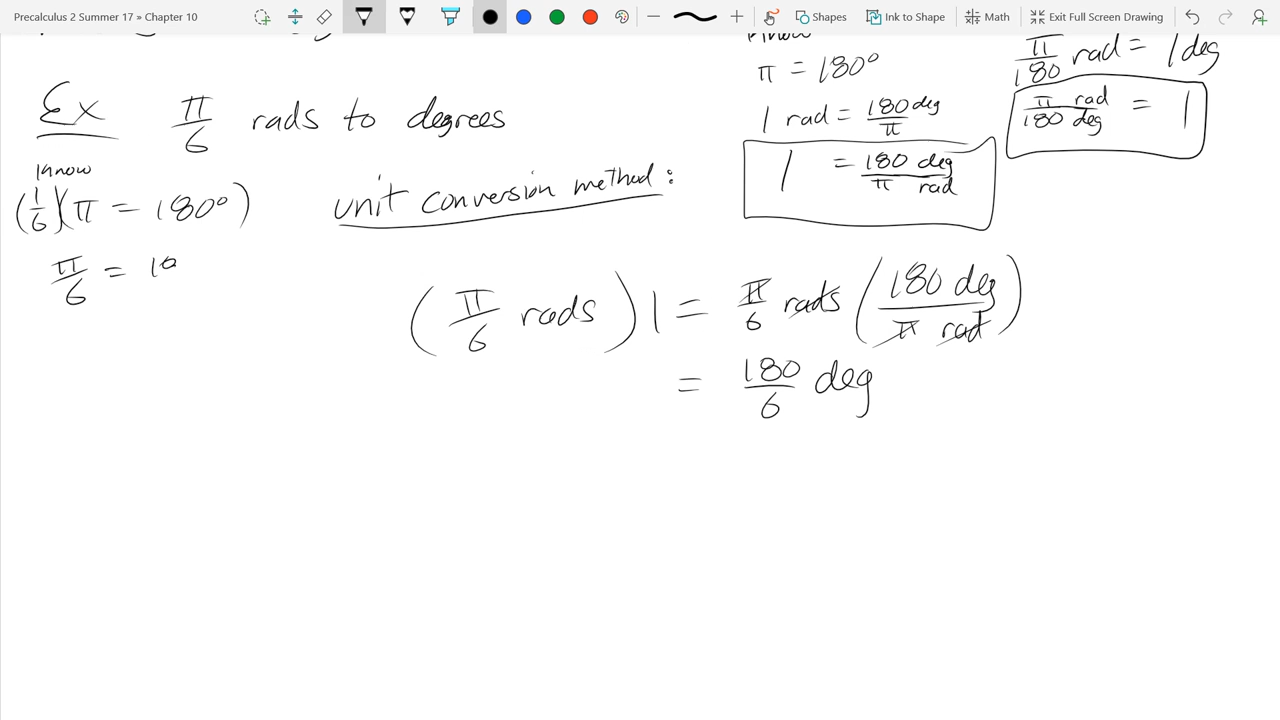 Precalculus 2 Summer 17 » Chapter 10
Shapes
Ink to Shape
Math
Exit Full Screen Drawing
Ex π/6 rads to degrees
know
(1/6)(π = 180°)
π/6 = 18
unit conversion method:
(π/6 rads) 1 = π/6 rads (180 deg / π rad)
= 180/6 deg
know
π = 180°
1 rad = 180 deg / π
1 = 180 deg / π rad
π/180 rad = 1 deg
π rad / 180 deg = 1